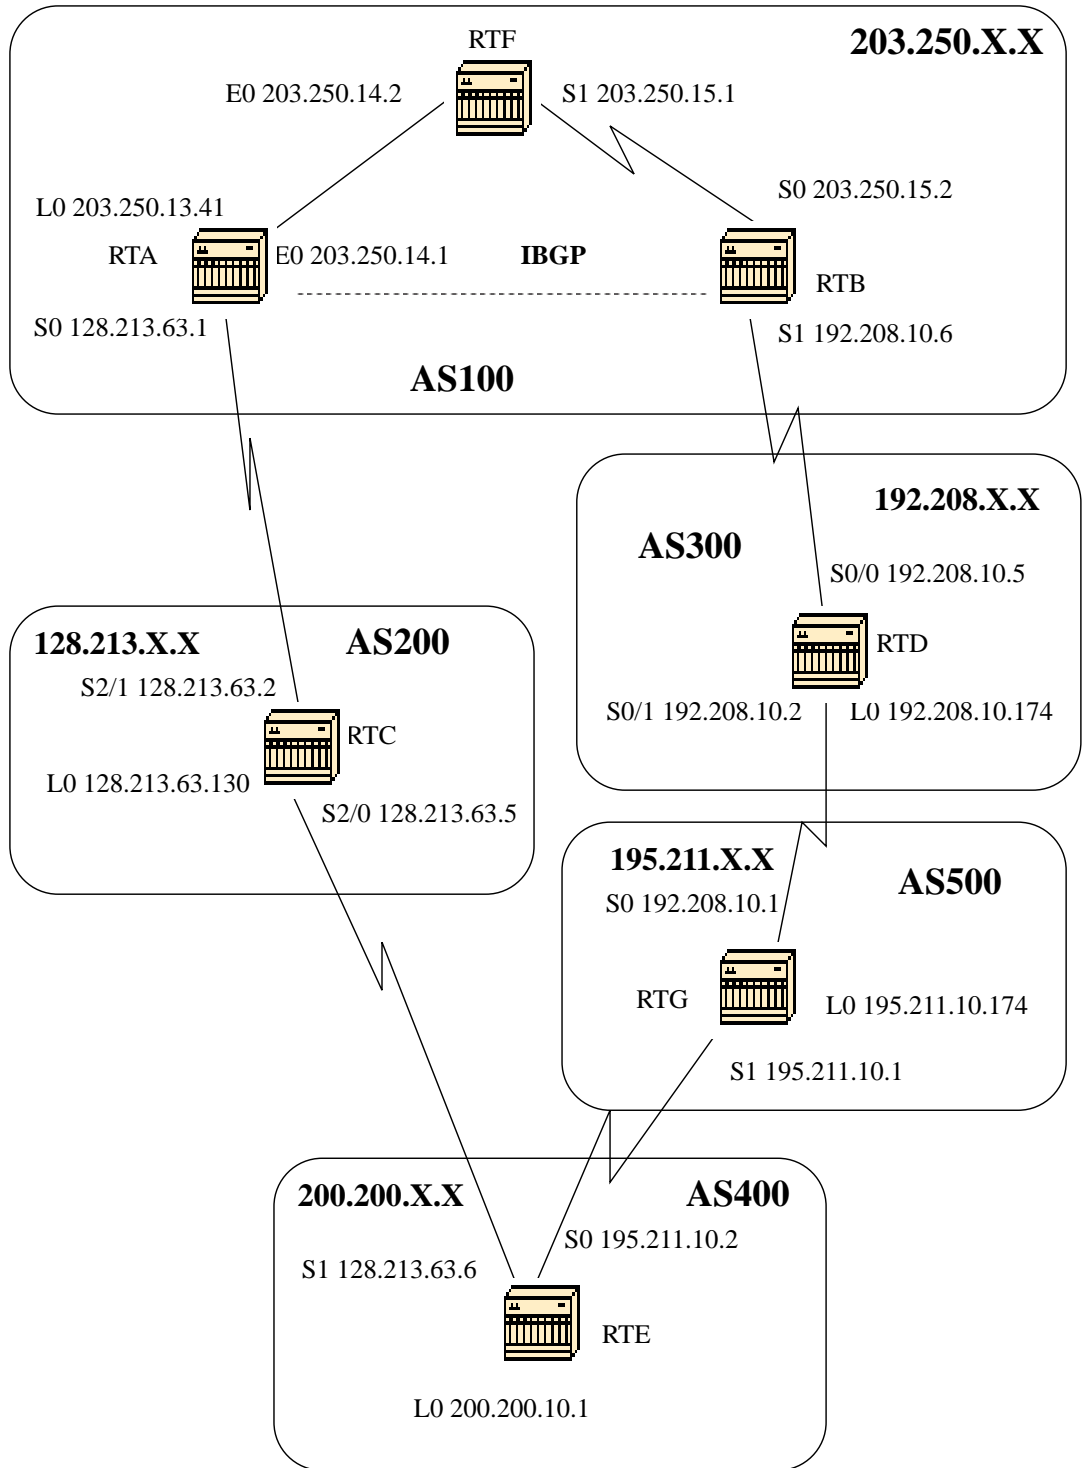 RTF
203.250.X.X
E0 203.250.14.2
S1 203.250.15.1
S0 203.250.15.2
L0 203.250.13.41
RTA
E0 203.250.14.1
IBGP
RTB
S0 128.213.63.1
S1 192.208.10.6
AS100
192.208.X.X
AS300
S0/0 192.208.10.5
128.213.X.X
AS200
RTD
S2/1 128.213.63.2
S0/1 192.208.10.2
L0 192.208.10.174
RTC
L0 128.213.63.130
S2/0 128.213.63.5
195.211.X.X
AS500
S0 192.208.10.1
RTG
L0 195.211.10.174
S1 195.211.10.1
200.200.X.X
AS400
S0 195.211.10.2
S1 128.213.63.6
RTE
L0 200.200.10.1